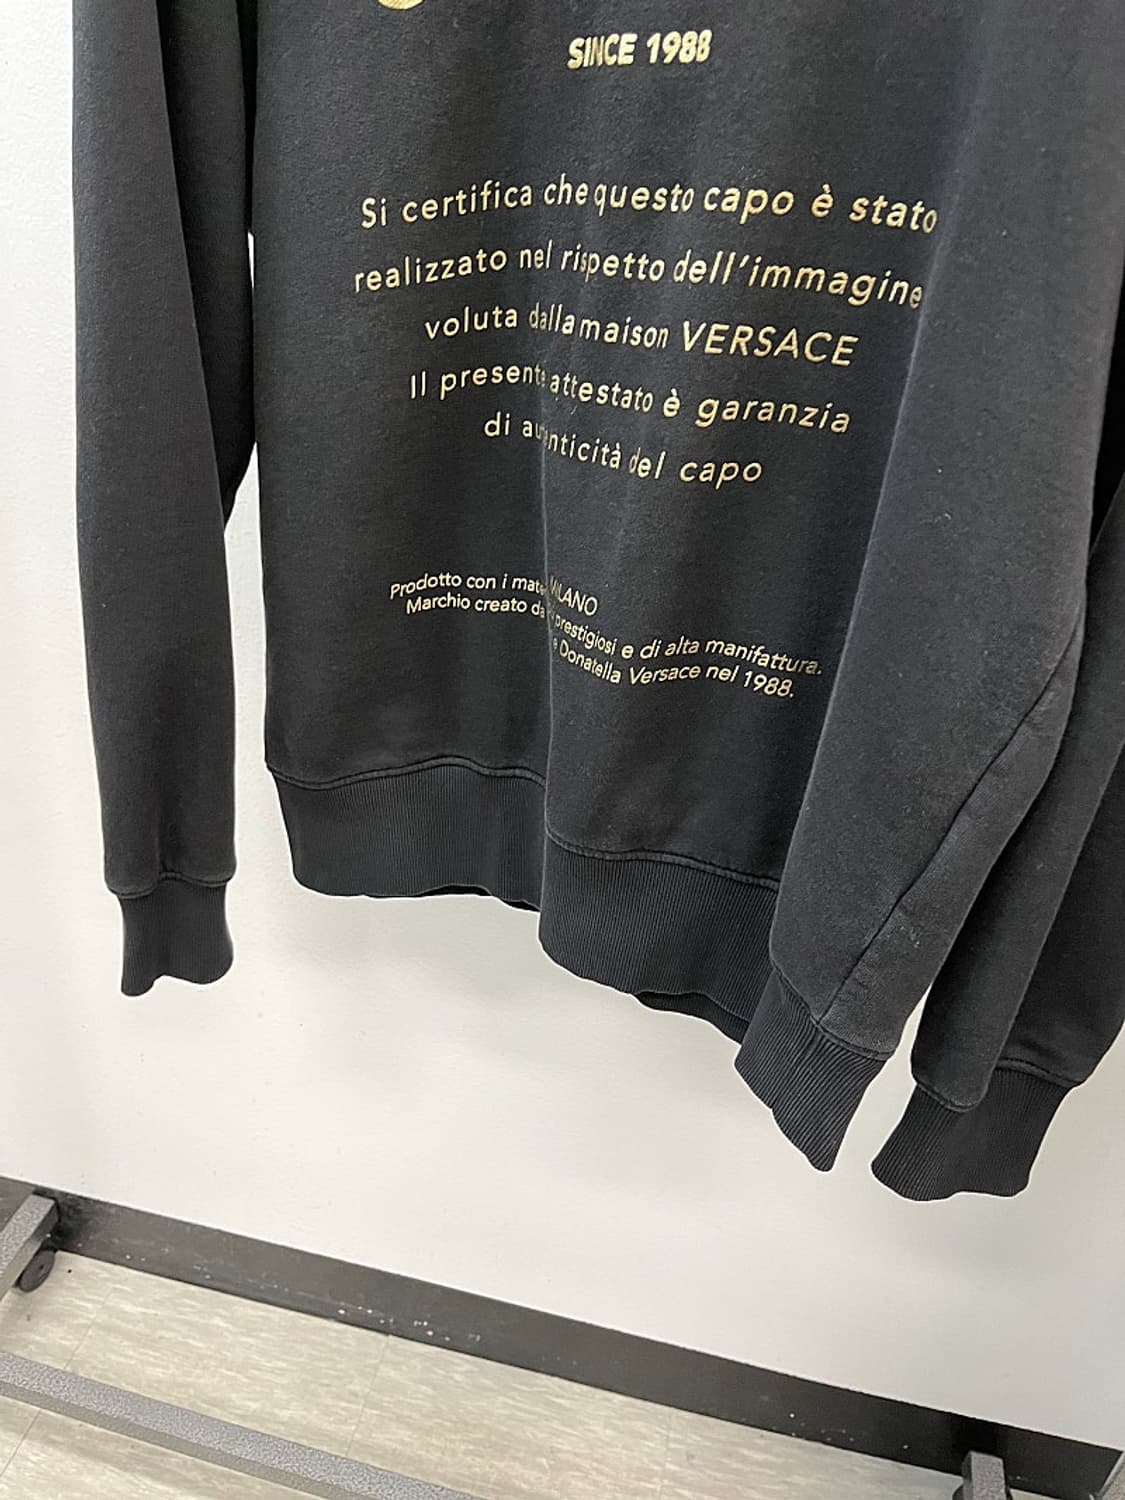 SINCE 1988
Si certifica che questo capo è stato
realizzato nel rispetto dell'immagine
voluta dalla maison VERSACE
Il presente attestato è garanzia
di autenticità del capo
MILANO
Prodotto con i prestigiosi e di alta manifattura.
Marchio creato da Donatella Versace nel 1988.